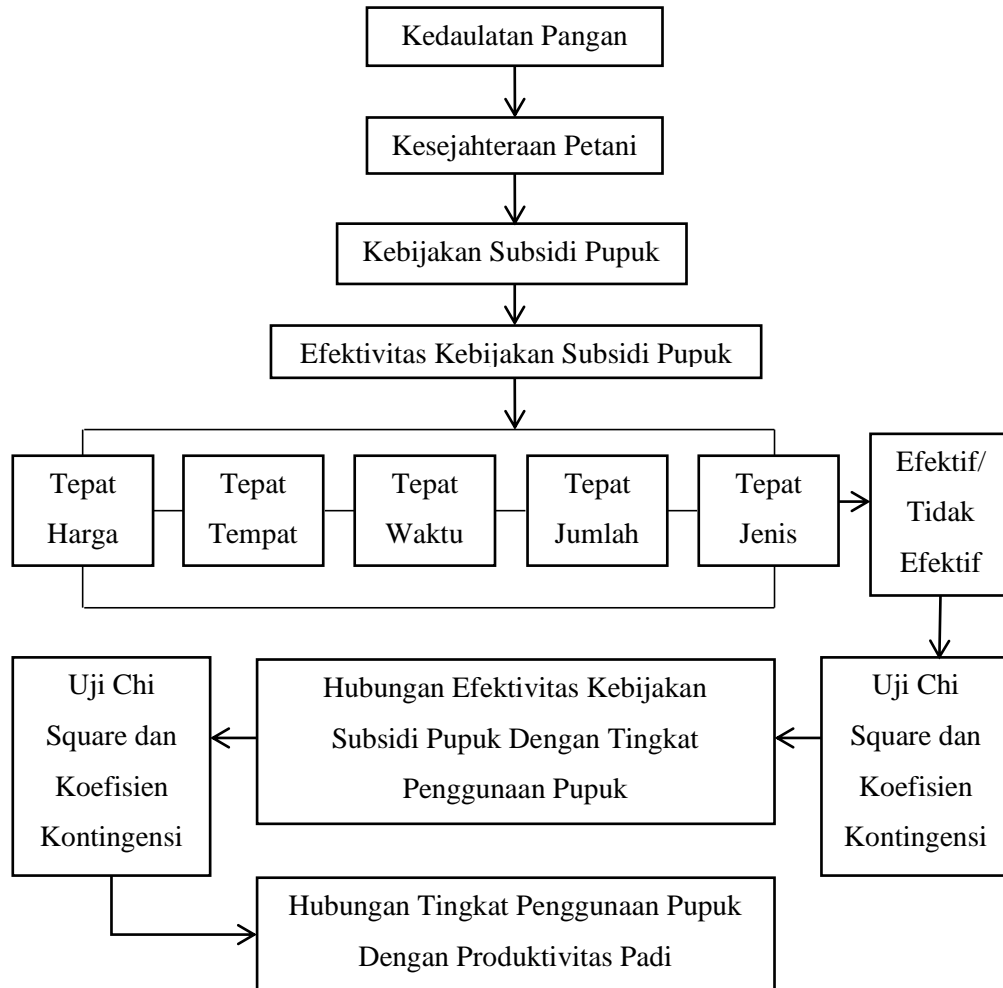 Kedaulatan Pangan
Kesejahteraan Petani
Kebijakan Subsidi Pupuk
Efektivitas Kebijakan Subsidi Pupuk
Tepat
Harga
Tepat
Tempat
Tepat
Waktu
Tepat
Jumlah
Tepat
Jenis
Efektif/
Tidak
Efektif
Uji Chi
Square dan
Koefisien
Kontingensi
Hubungan Efektivitas Kebijakan
Subsidi Pupuk Dengan Tingkat
Penggunaan Pupuk
Uji Chi
Square dan
Koefisien
Kontingensi
Hubungan Tingkat Penggunaan Pupuk
Dengan Produktivitas Padi